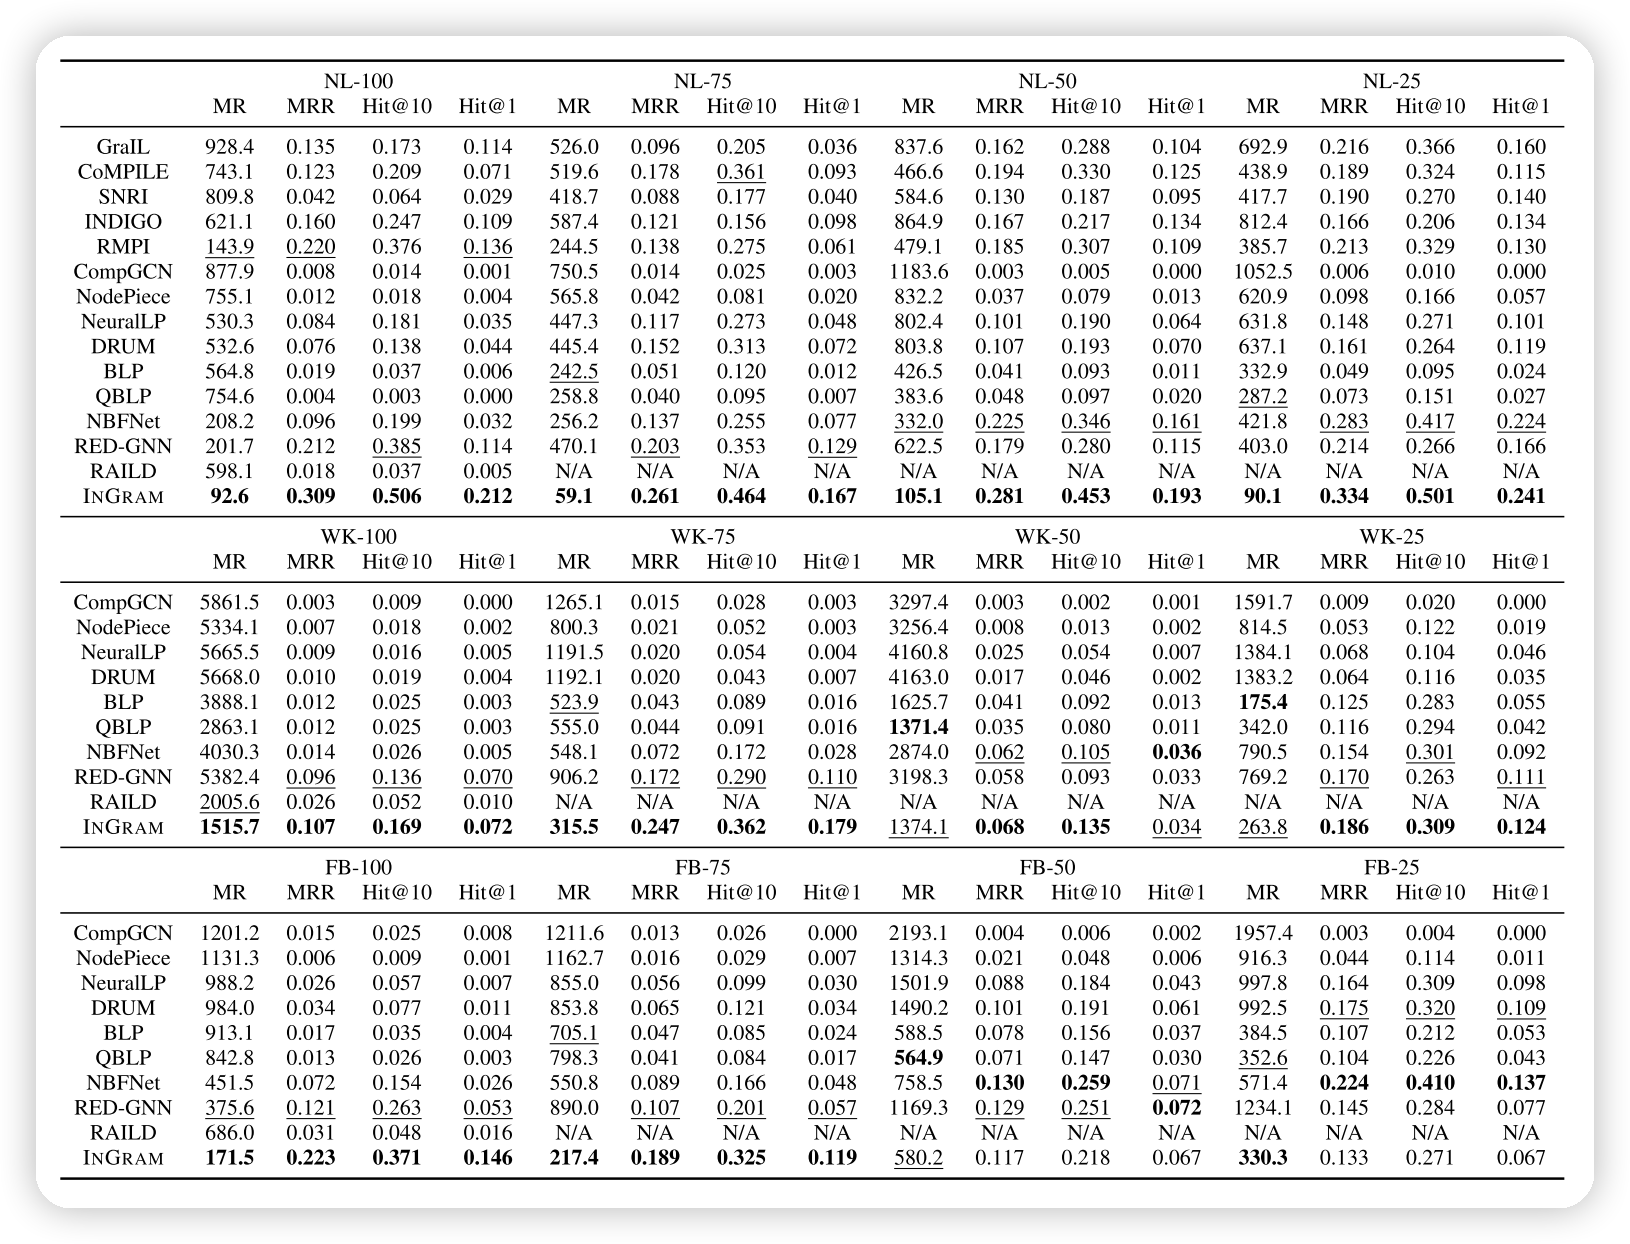 NL-100 NL-75 NL-50 NL-25
MR MRR Hit@10 Hit@1 MR MRR Hit@10 Hit@1 MR MRR Hit@10 Hit@1 MR MRR Hit@10 Hit@1
GraIL 928.4 0.135 0.173 0.114 526.0 0.096 0.205 0.036 837.6 0.162 0.288 0.104 692.9 0.216 0.366 0.160
CoMPILE 743.1 0.123 0.209 0.071 519.6 0.178 0.361 0.093 466.6 0.194 0.330 0.125 438.9 0.189 0.324 0.115
SNRI 809.8 0.042 0.064 0.029 418.7 0.088 0.177 0.040 584.6 0.130 0.187 0.095 417.7 0.190 0.270 0.140
INDIGO 621.1 0.160 0.247 0.109 587.4 0.121 0.156 0.098 864.9 0.167 0.217 0.134 812.4 0.166 0.206 0.134
RMPI 143.9 0.220 0.376 0.136 244.5 0.138 0.275 0.061 479.1 0.185 0.307 0.109 385.7 0.213 0.329 0.130
CompGCN 877.9 0.008 0.014 0.001 750.5 0.014 0.025 0.003 1183.6 0.003 0.005 0.000 1052.5 0.006 0.010 0.000
NodePiece 755.1 0.012 0.018 0.004 565.8 0.042 0.081 0.020 832.2 0.037 0.079 0.013 620.9 0.098 0.166 0.057
NeuralLP 530.3 0.084 0.181 0.035 447.3 0.117 0.273 0.048 802.4 0.101 0.190 0.064 631.8 0.148 0.271 0.101
DRUM 532.6 0.076 0.138 0.044 445.4 0.152 0.313 0.072 803.8 0.107 0.193 0.070 637.1 0.161 0.264 0.119
BLP 564.8 0.019 0.037 0.006 242.5 0.051 0.120 0.012 426.5 0.041 0.093 0.011 332.9 0.049 0.095 0.024
QBLP 754.6 0.004 0.003 0.000 258.8 0.040 0.095 0.007 383.6 0.048 0.097 0.020 287.2 0.073 0.151 0.027
NBFNet 208.2 0.096 0.199 0.032 256.2 0.137 0.255 0.077 332.0 0.225 0.346 0.161 421.8 0.283 0.417 0.224
RED-GNN 201.7 0.212 0.385 0.114 470.1 0.203 0.353 0.129 622.5 0.179 0.280 0.115 403.0 0.214 0.266 0.166
RAILD 598.1 0.018 0.037 0.005 N/A N/A N/A N/A N/A N/A N/A N/A N/A N/A N/A N/A
INGRAM 92.6 0.309 0.506 0.212 59.1 0.261 0.464 0.167 105.1 0.281 0.453 0.193 90.1 0.334 0.501 0.241
WK-100 WK-75 WK-50 WK-25
MR MRR Hit@10 Hit@1 MR MRR Hit@10 Hit@1 MR MRR Hit@10 Hit@1 MR MRR Hit@10 Hit@1
CompGCN 5861.5 0.003 0.009 0.000 1265.1 0.015 0.028 0.003 3297.4 0.003 0.002 0.001 1591.7 0.009 0.020 0.000
NodePiece 5334.1 0.007 0.018 0.002 800.3 0.021 0.052 0.003 3256.4 0.008 0.013 0.002 814.5 0.053 0.122 0.019
NeuralLP 5665.5 0.009 0.016 0.005 1191.5 0.020 0.054 0.004 4160.8 0.025 0.054 0.007 1384.1 0.068 0.104 0.046
DRUM 5668.0 0.010 0.019 0.004 1192.1 0.020 0.043 0.007 4163.0 0.017 0.046 0.002 1383.2 0.064 0.116 0.035
BLP 3888.1 0.012 0.025 0.003 523.9 0.043 0.089 0.016 1625.7 0.041 0.092 0.013 175.4 0.125 0.283 0.055
QBLP 2863.1 0.012 0.025 0.003 555.0 0.044 0.091 0.016 1371.4 0.035 0.080 0.011 342.0 0.116 0.294 0.042
NBFNet 4030.3 0.014 0.026 0.005 548.1 0.072 0.172 0.028 2874.0 0.062 0.105 0.036 790.5 0.154 0.301 0.092
RED-GNN 5382.4 0.096 0.136 0.070 906.2 0.172 0.290 0.110 3198.3 0.058 0.093 0.033 769.2 0.170 0.263 0.111
RAILD 2005.6 0.026 0.052 0.010 N/A N/A N/A N/A N/A N/A N/A N/A N/A N/A N/A N/A
INGRAM 1515.7 0.107 0.169 0.072 315.5 0.247 0.362 0.179 1374.1 0.068 0.135 0.034 263.8 0.186 0.309 0.124
FB-100 FB-75 FB-50 FB-25
MR MRR Hit@10 Hit@1 MR MRR Hit@10 Hit@1 MR MRR Hit@10 Hit@1 MR MRR Hit@10 Hit@1
CompGCN 1201.2 0.015 0.025 0.008 1211.6 0.013 0.026 0.000 2193.1 0.004 0.006 0.002 1957.4 0.003 0.004 0.000
NodePiece 1131.3 0.006 0.009 0.001 1162.7 0.016 0.029 0.007 1314.3 0.021 0.048 0.006 916.3 0.044 0.114 0.011
NeuralLP 988.2 0.026 0.057 0.007 855.0 0.056 0.099 0.030 1501.9 0.088 0.184 0.043 997.8 0.164 0.309 0.098
DRUM 984.0 0.034 0.077 0.011 853.8 0.065 0.121 0.034 1490.2 0.101 0.191 0.061 992.5 0.175 0.320 0.109
BLP 913.1 0.017 0.035 0.004 705.1 0.047 0.085 0.024 588.5 0.078 0.156 0.037 384.5 0.107 0.212 0.053
QBLP 842.8 0.013 0.026 0.003 798.3 0.041 0.084 0.017 564.9 0.071 0.147 0.030 352.6 0.104 0.226 0.043
NBFNet 451.5 0.072 0.154 0.026 550.8 0.089 0.166 0.048 758.5 0.130 0.259 0.071 571.4 0.224 0.410 0.137
RED-GNN 375.6 0.121 0.263 0.053 890.0 0.107 0.201 0.057 1169.3 0.129 0.251 0.072 1234.1 0.145 0.284 0.077
RAILD 686.0 0.031 0.048 0.016 N/A N/A N/A N/A N/A N/A N/A N/A N/A N/A N/A N/A
INGRAM 171.5 0.223 0.371 0.146 217.4 0.189 0.325 0.119 580.2 0.117 0.218 0.067 330.3 0.133 0.271 0.067